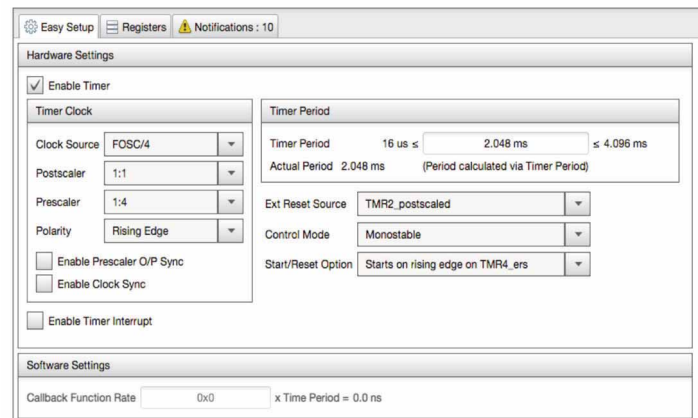 Easy Setup Registers Notifications : 10
Hardware Settings
Enable Timer
Timer Clock
Clock Source FOSC/4
Postscaler 1:1
Prescaler 1:4
Polarity Rising Edge
Enable Prescaler O/P Sync
Enable Clock Sync
Timer Period
Timer Period 16 us ≤ 2.048 ms ≤ 4.096 ms
Actual Period 2.048 ms (Period calculated via Timer Period)
Ext Reset Source TMR2_postscaled
Control Mode Monostable
Start/Reset Option Starts on rising edge on TMR4_ers
Enable Timer Interrupt
Software Settings
Callback Function Rate 0x0 x Time Period = 0.0 ns